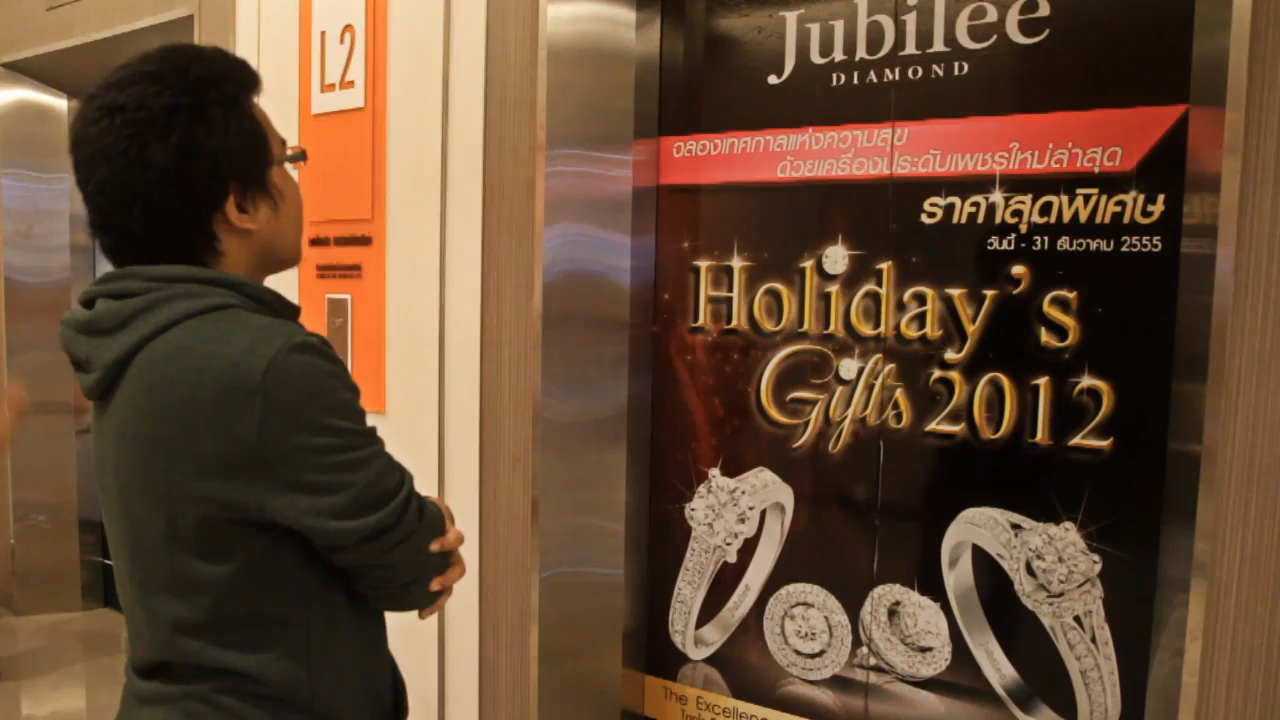 L2
Jubilee
DIAMOND
ฉลองเทศกาลแห่งความสุข
ด้วยเครื่องประดับเพชรใหม่ล่าสุด
ราคาสุดพิเศษ
วันนี้ - 31 ธันวาคม 2555
Holiday's
Gifts 2012
The Excellence